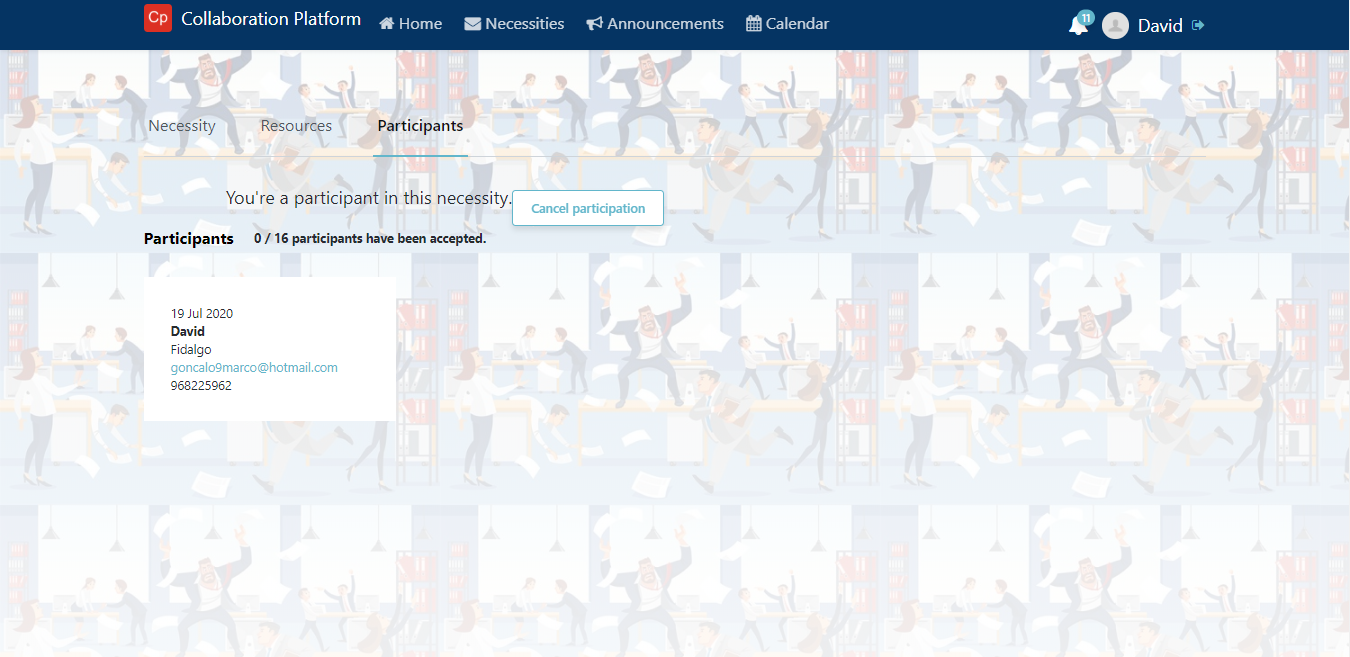 Cp Collaboration Platform Home Necessities Announcements Calendar 11 David
Necessity Resources Participants
You're a participant in this necessity. Cancel participation
Participants 0 / 16 participants have been accepted.
19 Jul 2020
David
Fidalgo
goncalo9marco@hotmail.com
968225962